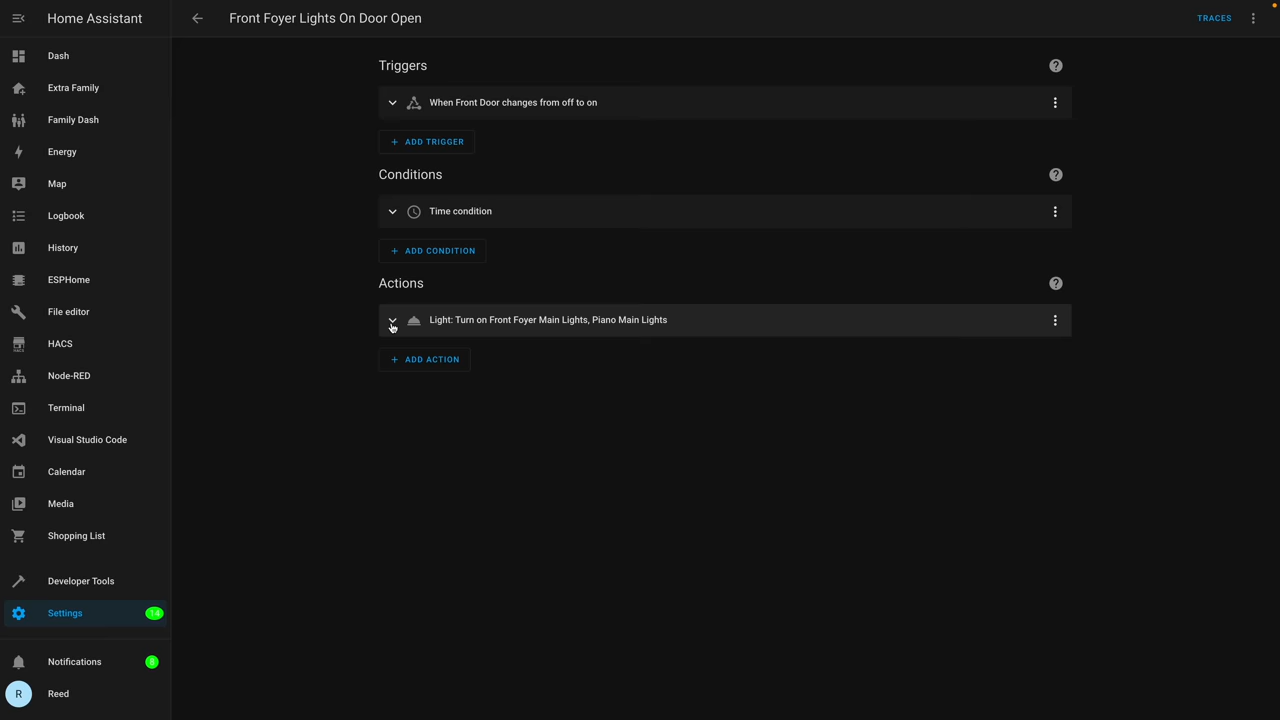 Home Assistant
Front Foyer Lights On Door Open
TRACES
Dash
Extra Family
Family Dash
Energy
Map
Logbook
History
ESPHome
File editor
HACS
HACS
Node-RED
Terminal
Visual Studio Code
Calendar
Media
Shopping List
Developer Tools
Settings
14
Notifications
8
R
Reed
Triggers
When Front Door changes from off to on
+ ADD TRIGGER
Conditions
Time condition
+ ADD CONDITION
Actions
Light: Turn on Front Foyer Main Lights, Piano Main Lights
+ ADD ACTION